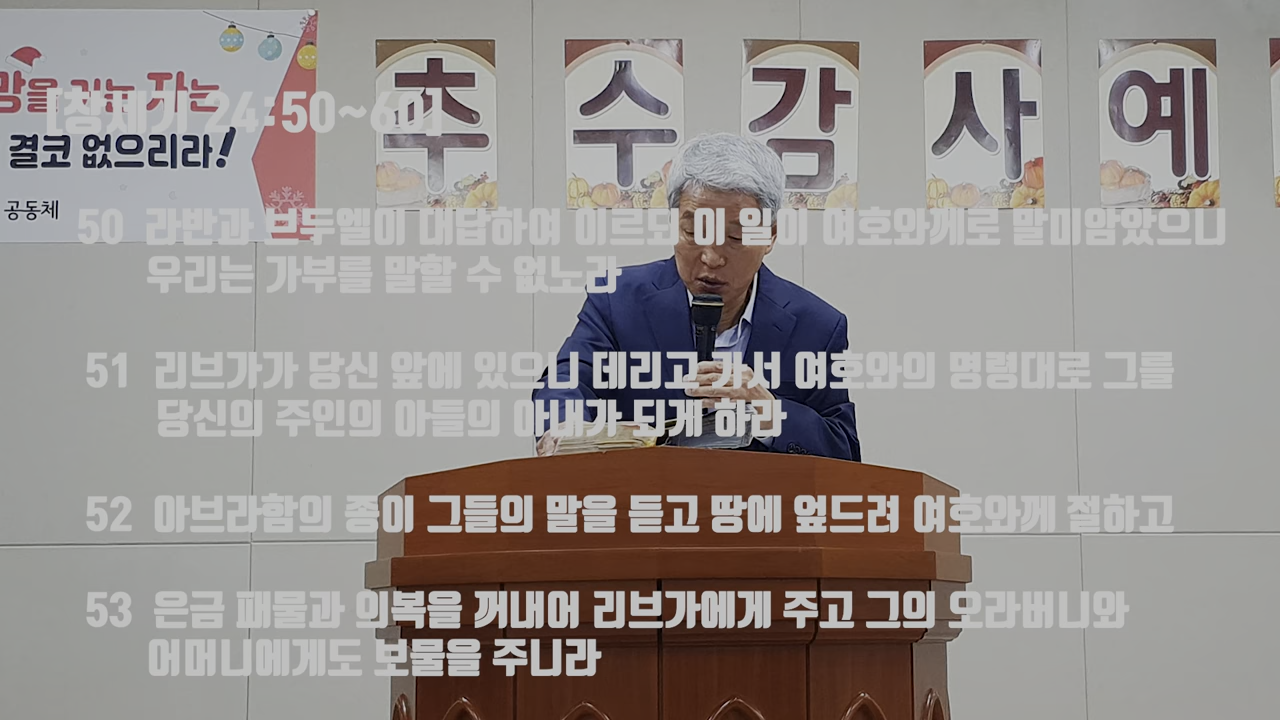 망을 가는 자는
결코 없으리라!
공동체
추수감사예
[창세기 24:50~60]
50 라반과 브두엘이 대답하여 이르되 이 일이 여호와께로 말미암았으니
우리는 가부를 말할 수 없노라
51 리브가가 당신 앞에 있으니 데리고 가서 여호와의 명령대로 그를
당신의 주인의 아들의 아내가 되게 하라
52 아브라함의 종이 그들의 말을 듣고 땅에 엎드려 여호와께 절하고
53 은금 패물과 의복을 꺼내어 리브가에게 주고 그의 오라버니와
어머니에게도 보물을 주니라